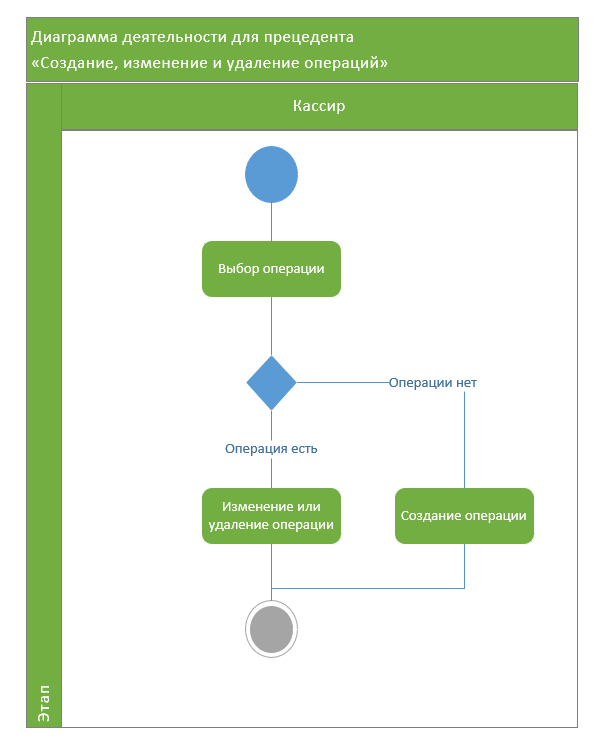 Диаграмма деятельности для прецедента
«Создание, изменение и удаление операций»
Кассир
Выбор операции
Операции нет
Операция есть
Изменение или
удаление операции
Создание операции
Этап